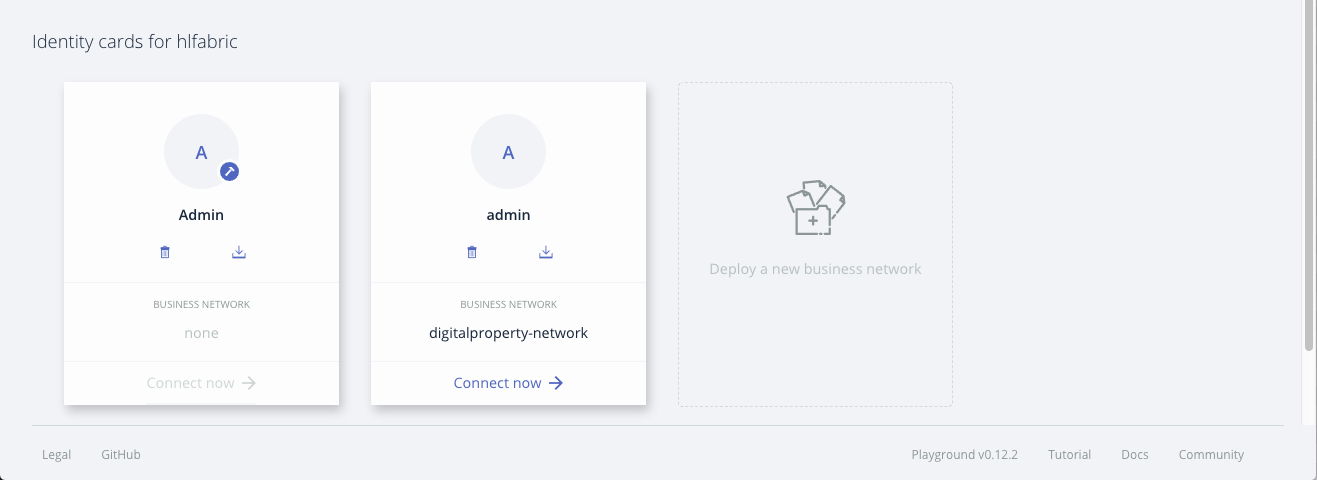 Identity cards for hlfabric
A
A
Admin
admin
BUSINESS NETWORK
BUSINESS NETWORK
none
digitalproperty-network
Connect now
Connect now
Deploy a new business network
Legal
GitHub
Playground v0.12.2
Tutorial
Docs
Community